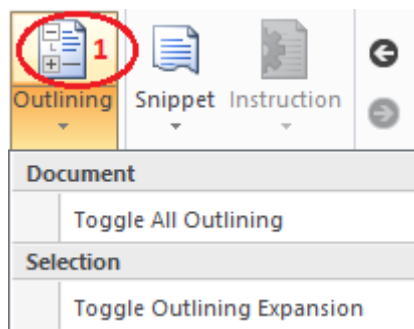 1
Outlining Snippet Instruction
Document
Toggle All Outlining
Selection
Toggle Outlining Expansion